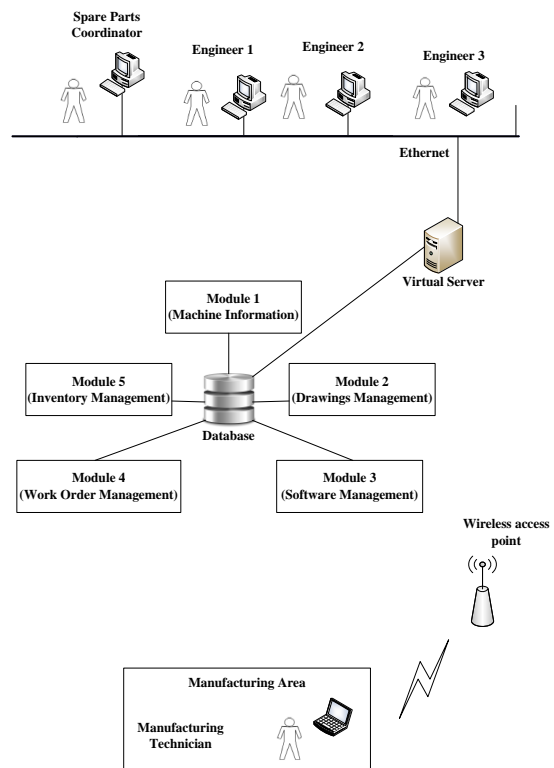 Spare Parts
Coordinator
Engineer 1
Engineer 2
Engineer 3
Ethernet
Virtual Server
Module 1
(Machine Information)
Module 5
(Inventory Management)
Module 2
(Drawings Management)
Database
Module 4
(Work Order Management)
Module 3
(Software Management)
Wireless access
point
Manufacturing Area
Manufacturing
Technician